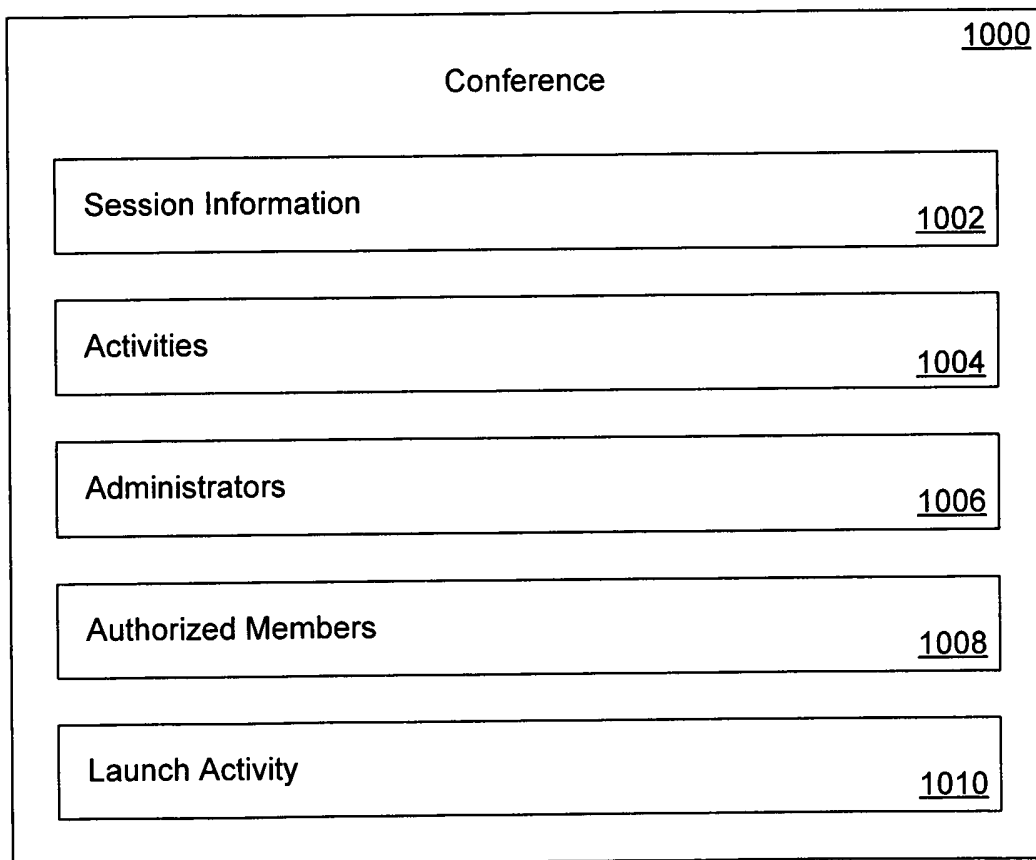 1000
Conference
Session Information
1002
Activities
1004
Administrators
1006
Authorized Members
1008
Launch Activity
1010